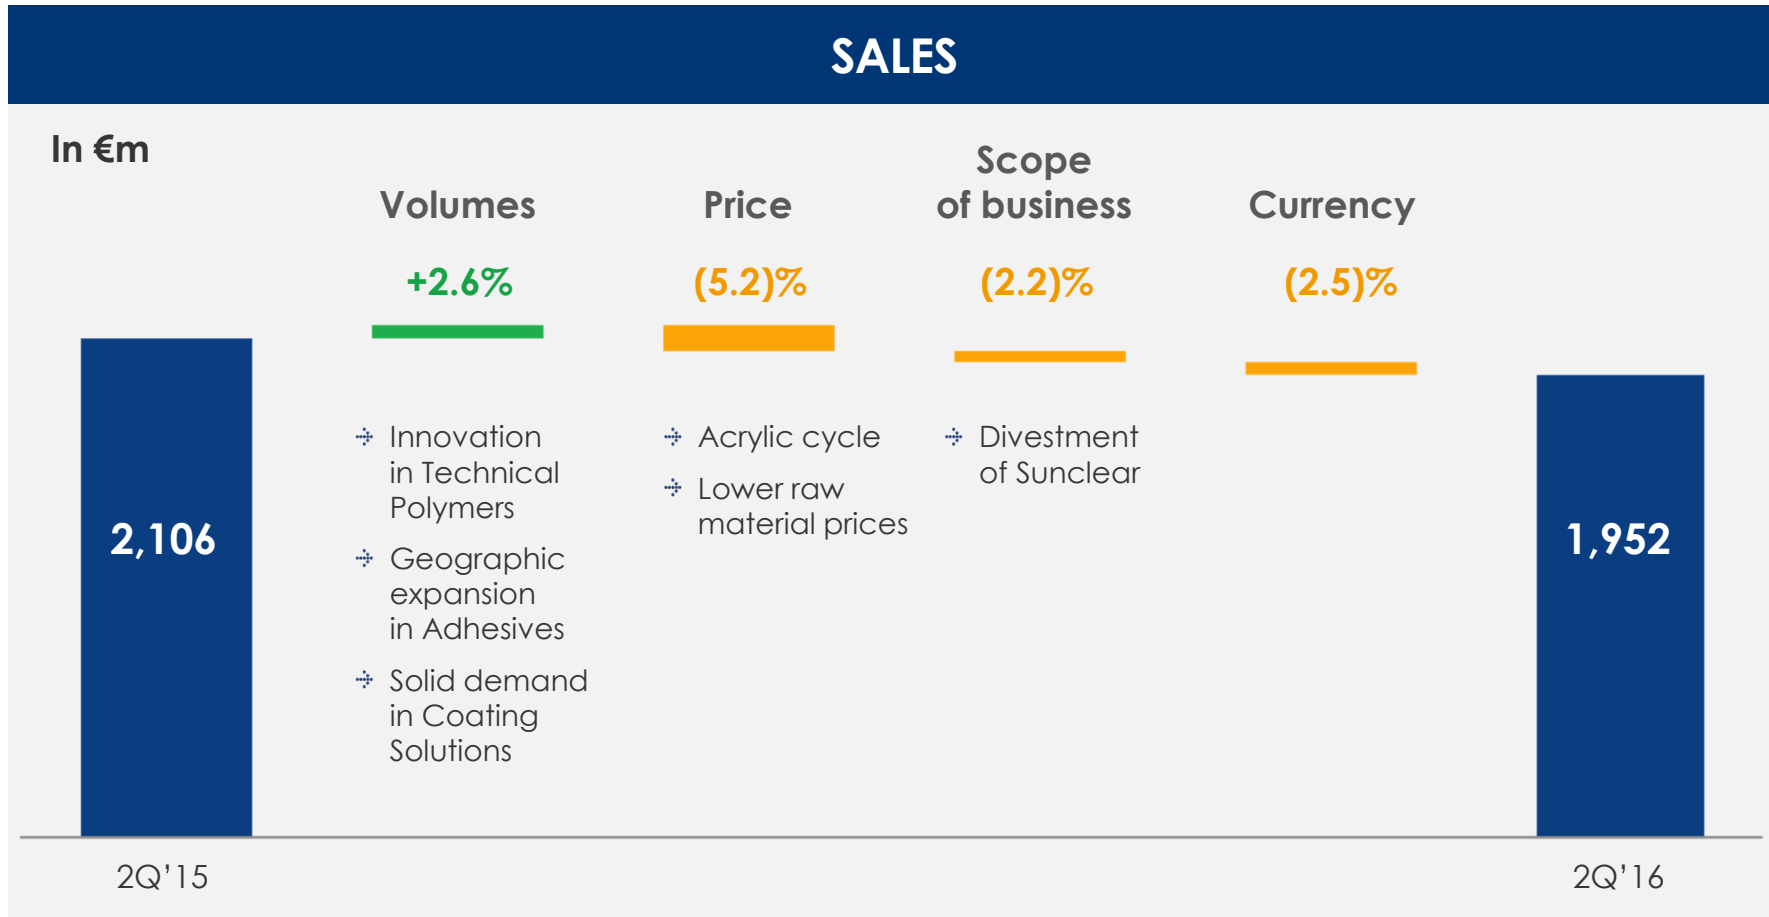 SALES
In €m
Volumes
+2.6%
Price
(5.2)%
Scope
of business
(2.2)%
Currency
(2.5)%
2,106
Innovation
in Technical
Polymers
Geographic
expansion
in Adhesives
Solid demand
in Coating
Solutions
Acrylic cycle
Lower raw
material prices
Divestment
of Sunclear
1,952
2Q’15
2Q’16